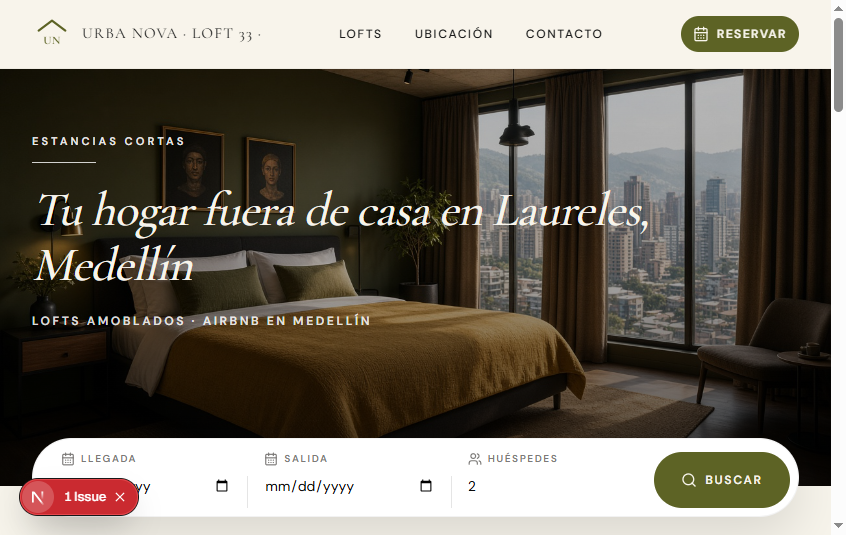 UN
URBA NOVA · LOFT 33 ·
LOFTS
UBICACIÓN
CONTACTO
RESERVAR
ESTANCIAS CORTAS
Tu hogar fuera de casa en Laureles,
Medellín
LOFTS AMOBLADOS · AIRBNB EN MEDELLÍN
LLEGADA
SALIDA
HUÉSPEDES
yy
mm/dd/yyyy
2
BUSCAR
N
1 Issue